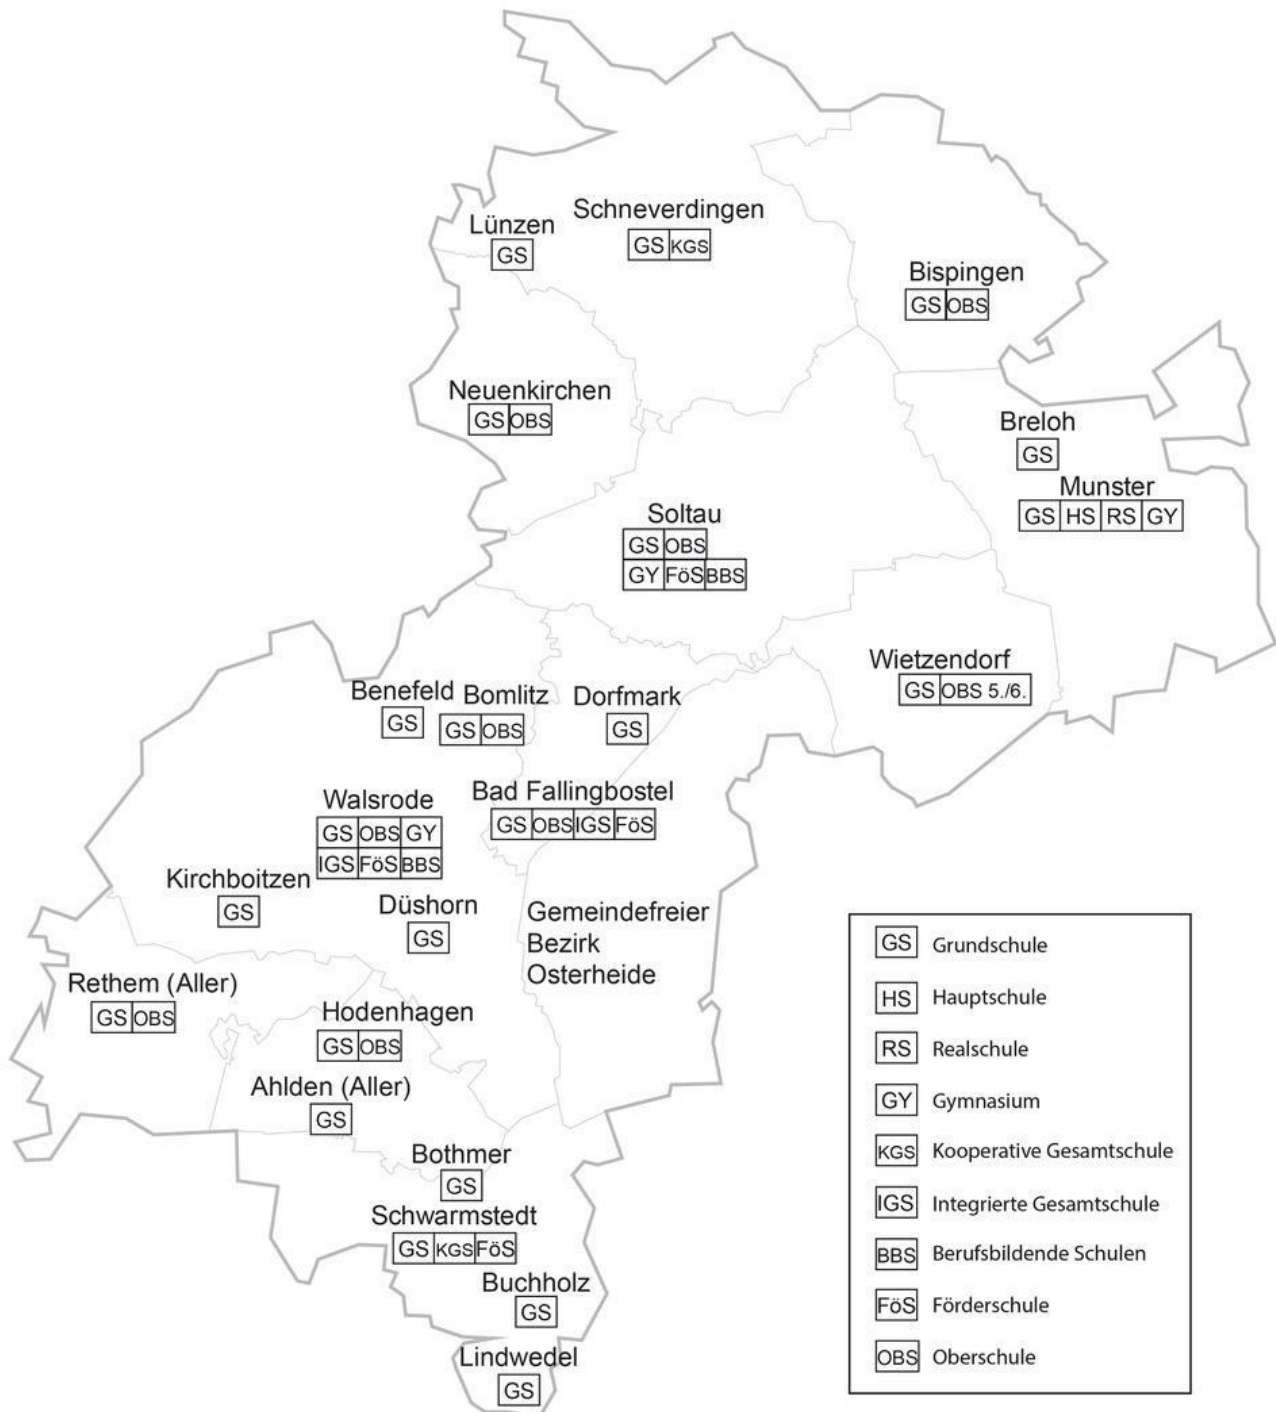 Schneverdingen
GS KGS
Lünzen
GS
Bispingen
GS OBS
Neuenkirchen
GS OBS
Breloh
GS
Munster
GS HS RS GY
Soltau
GS OBS
GY FöS BBS
Wietzendorf
GS OBS 5./6.
Benefeld
GS
Bomlitz
GS OBS
Dorfmark
GS
Walsrode
GS OBS GY
IGS FöS BBS
Bad Fallingbostel
GS OBS IGS FöS
Kirchboitzen
GS
Düshorn
GS
Gemeindefreier
Bezirk
Osterheide
Rethem (Aller)
GS OBS
Hodenhagen
GS OBS
Ahlden (Aller)
GS
Bothmer
GS
Schwarmstedt
GS KGS FöS
Buchholz
GS
Lindwedel
GS
GS Grundschule
HS Hauptschule
RS Realschule
GY Gymnasium
KGS Kooperative Gesamtschule
IGS Integrierte Gesamtschule
BBS Berufsbildende Schulen
FöS Förderschule
OBS Oberschule